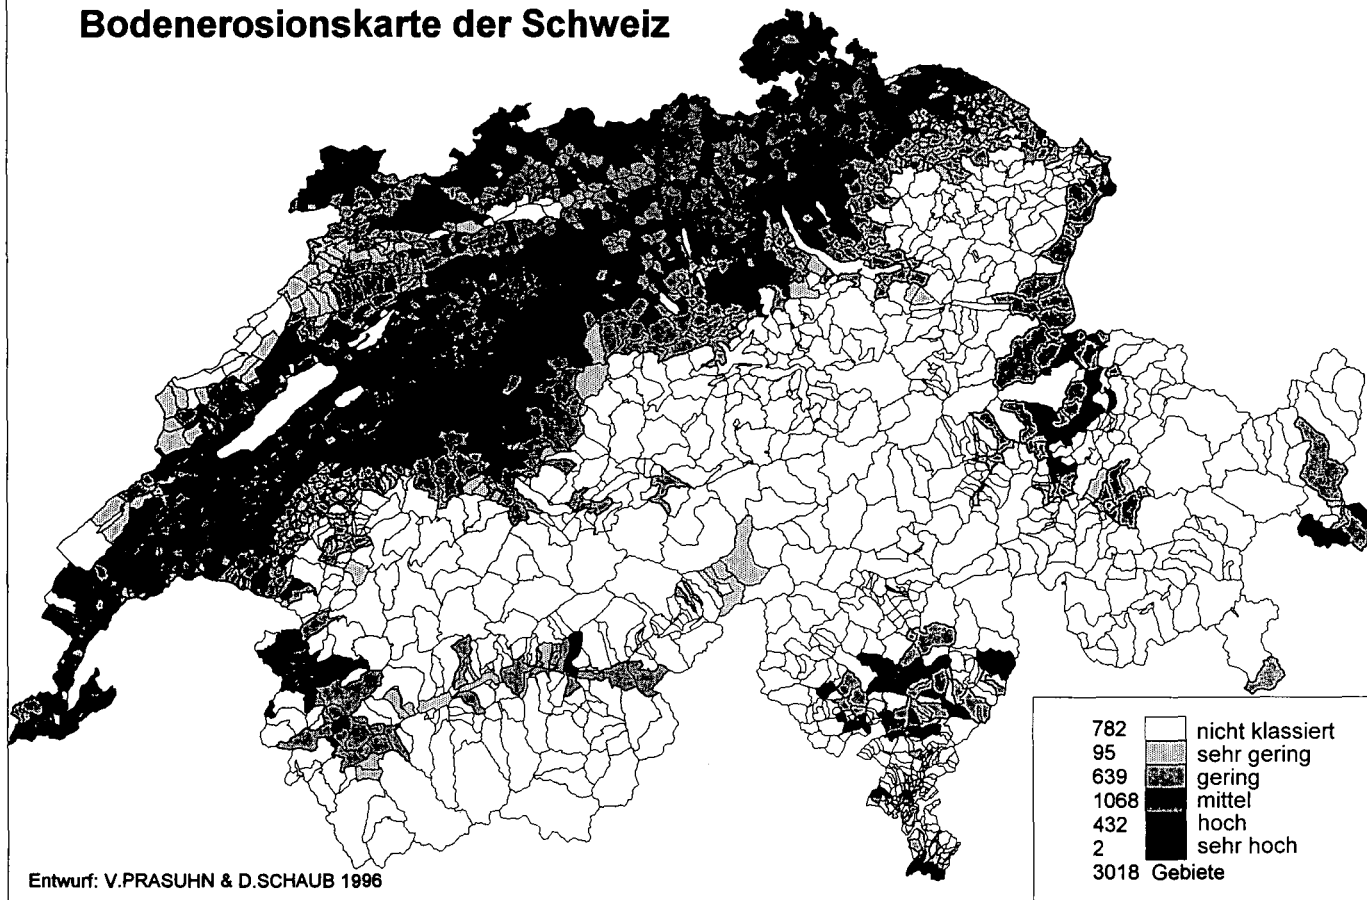 Bodenerosionskarte der Schweiz
782 nicht klassiert
95 sehr gering
639 gering
1068 mittel
432 hoch
2 sehr hoch
3018 Gebiete
Entwurf: V.PRASUHN & D.SCHAUB 1996